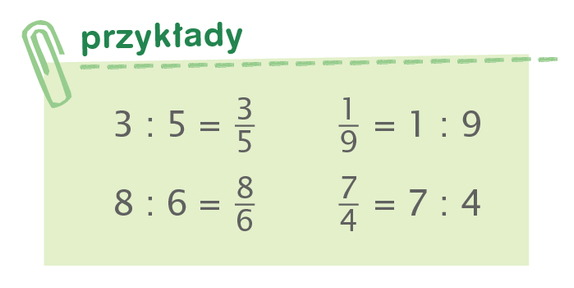 przykłady
3 : 5 = 3/5    1/9 = 1 : 9
8 : 6 = 8/6    7/4 = 7 : 4